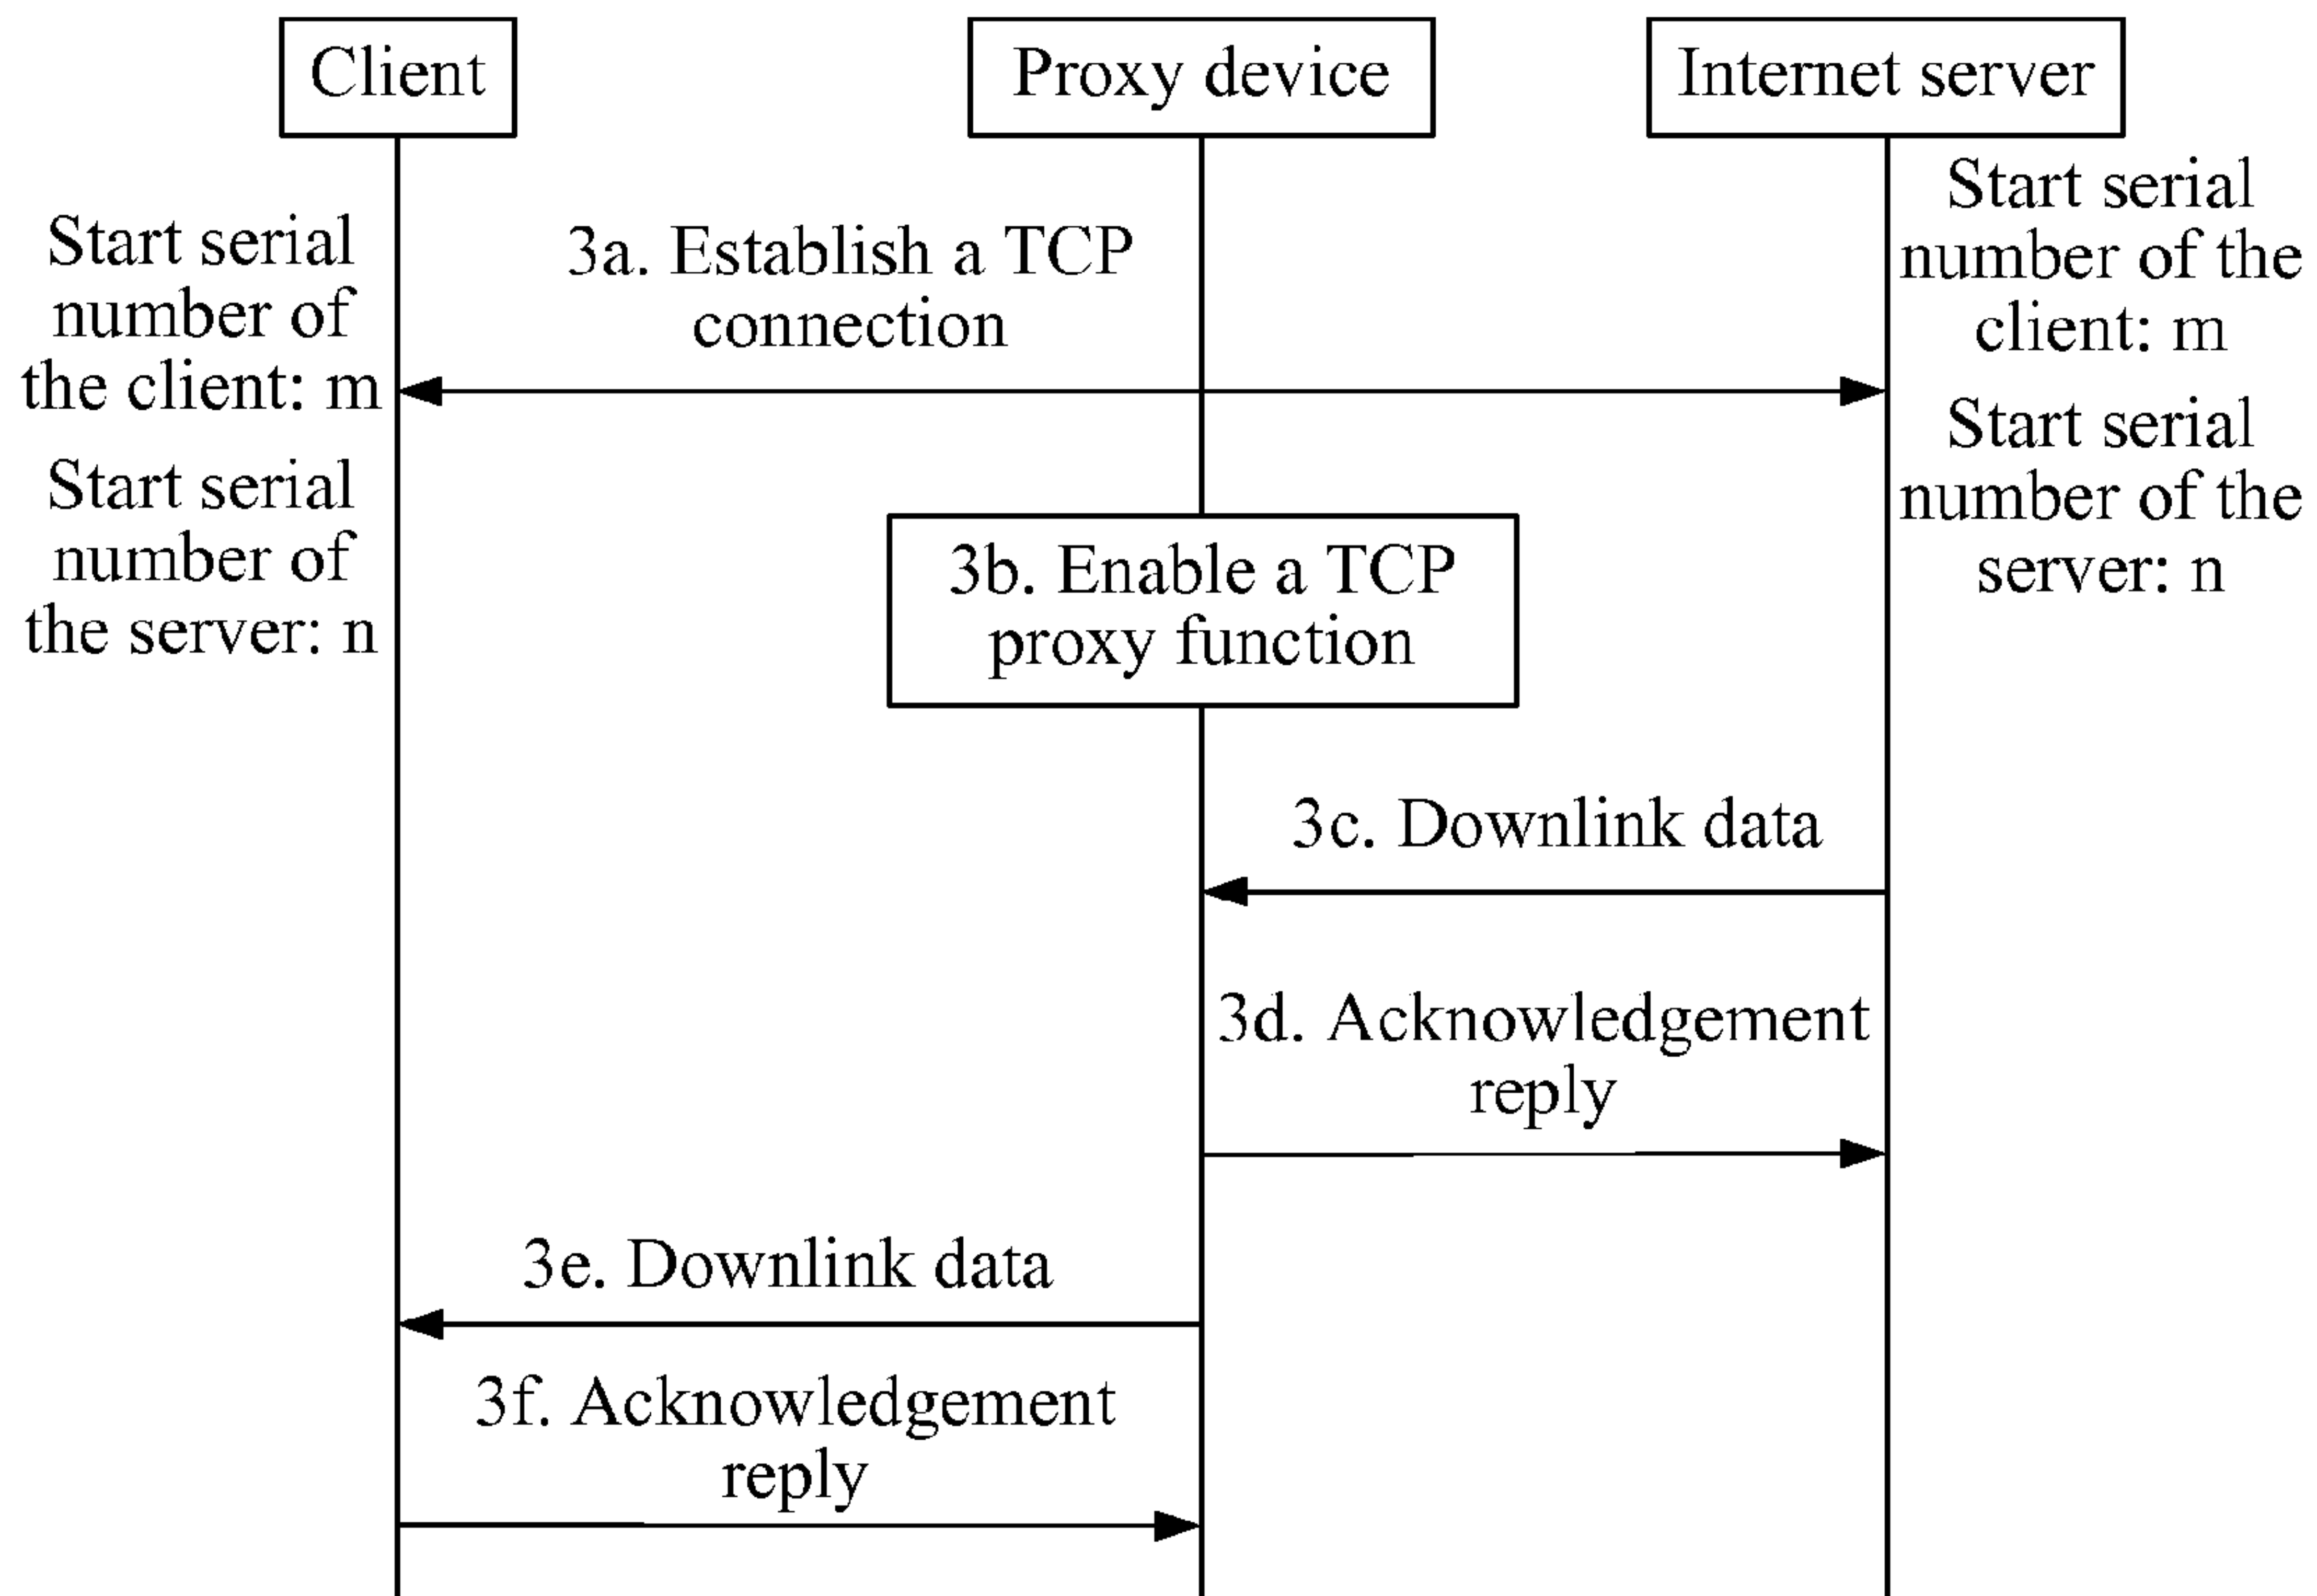 Client
Proxy device
Internet server
Start serial
number of
the client: m
3a. Establish a TCP
connection
Start serial
number of the
client: m
Start serial
number of
the server: n
Start serial
number of the
server: n
3b. Enable a TCP
proxy function
3c. Downlink data
3d. Acknowledgement
reply
3e. Downlink data
3f. Acknowledgement
reply